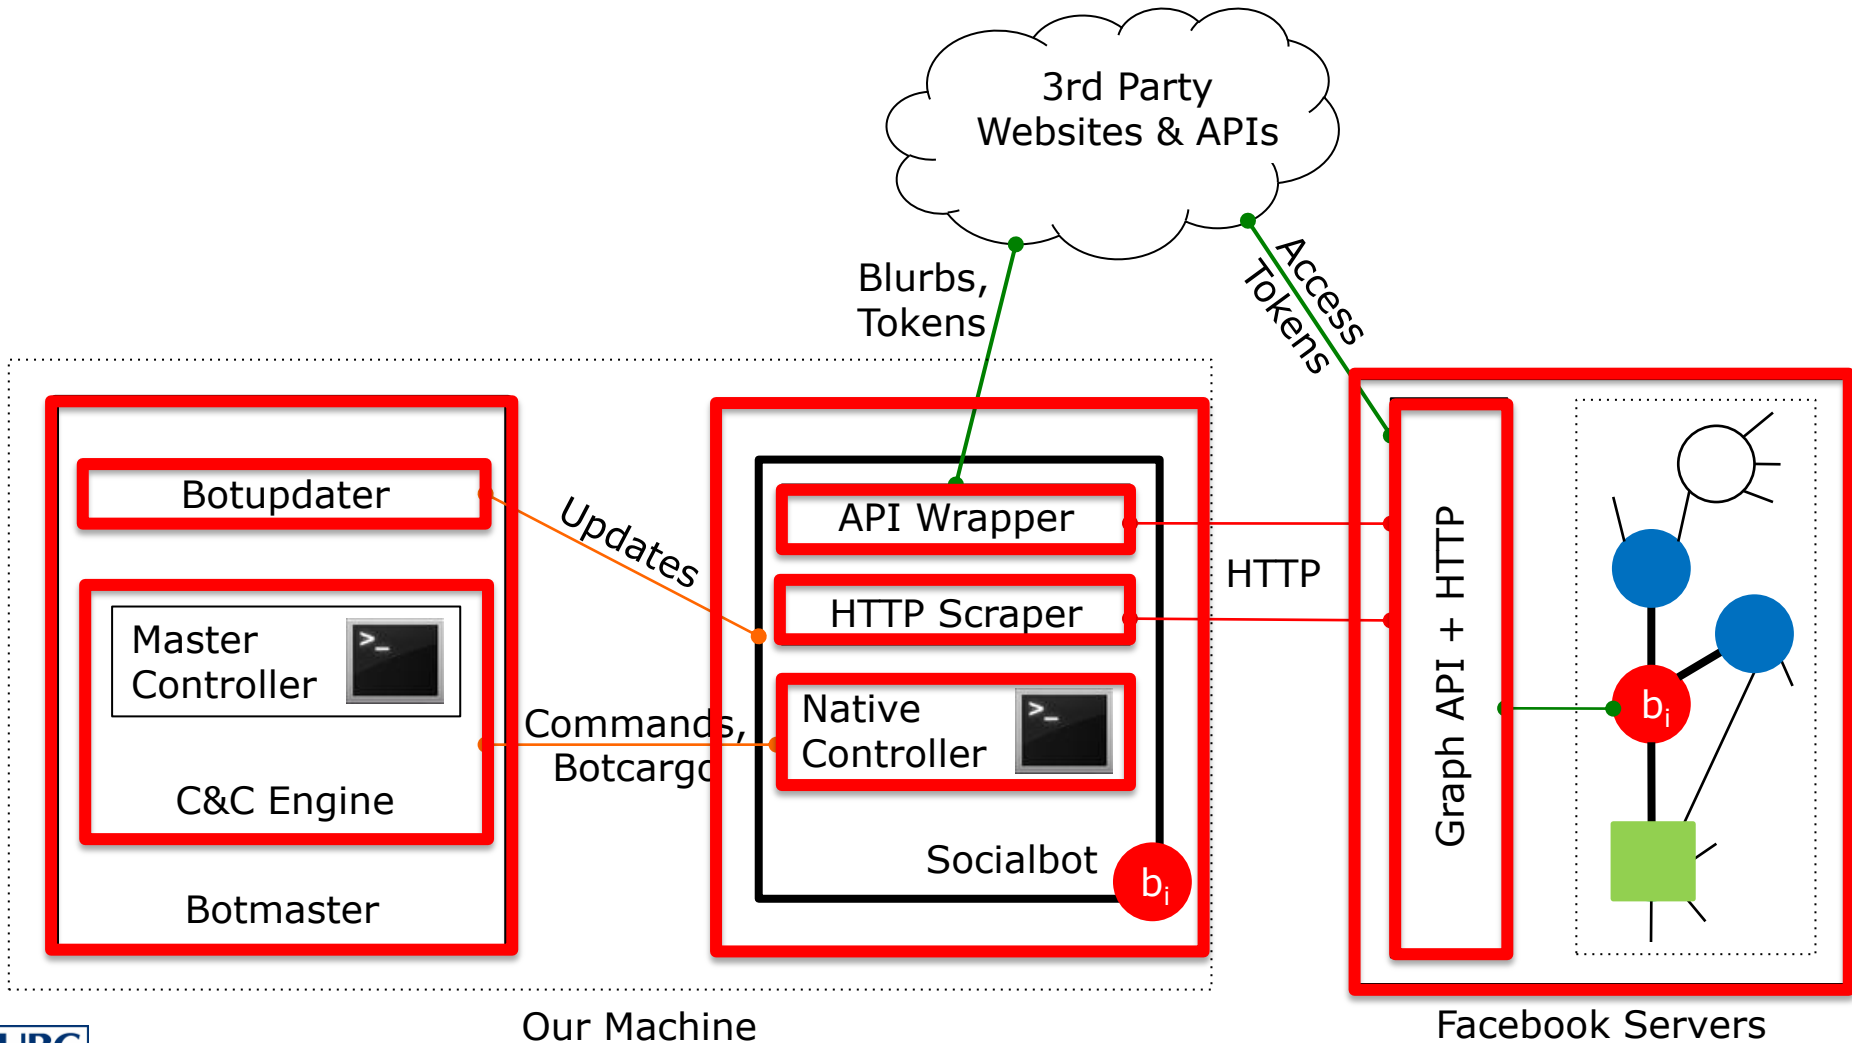 3rd Party
Websites & APIs
Blurbs,
Tokens
Access
Tokens
Botupdater
Updates
API Wrapper
HTTP Scraper
HTTP
Master
Controller
>_
C&C Engine
Botmaster
Commands,
Botcargo
Native
Controller
>_
Socialbot
bi
Graph API + HTTP
bi
Our Machine
Facebook Servers
UBC